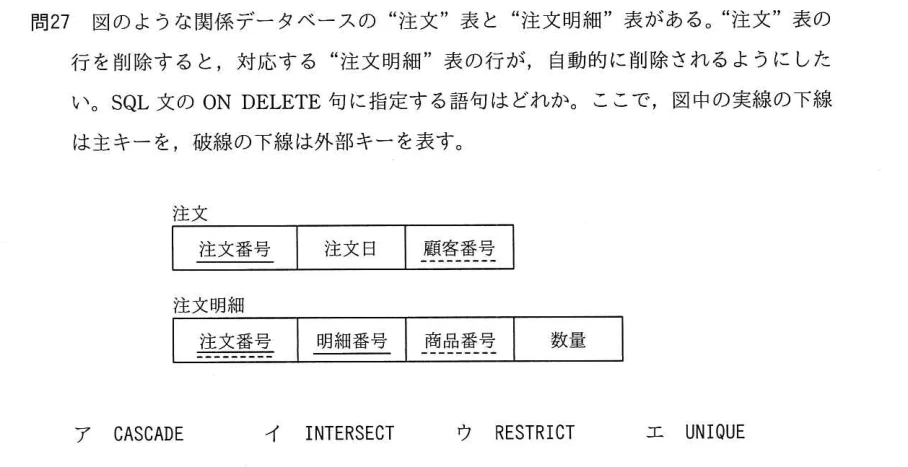 問27 図のような関係データベースの“注文”表と“注文明細”表がある。“注文”表の
行を削除すると，対応する“注文明細”表の行が，自動的に削除されるようにした
い。SQL 文の ON DELETE 句に指定する語句はどれか。ここで，図中の実線の下線
は主キーを，破線の下線は外部キーを表す。
注文
注文番号 注文日 顧客番号
注文明細
注文番号 明細番号 商品番号 数量
ア CASCADE イ INTERSECT ウ RESTRICT エ UNIQUE